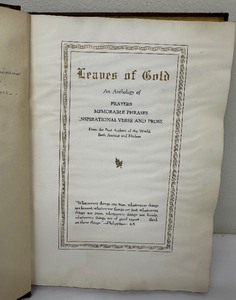 Leaves of Gold
An Anthology of
PRAYERS
MEMORABLE PHRASES
INSPIRATIONAL VERSE AND PROSE
From the Best Authors of the World,
Both Ancient and Modern
"Whatsoever things are true, whatsoever things
are honest, whatsoever things are just, whatsoever
things are pure, whatsoever things are lovely,
whatsoever things are of good report . . . think
on these things."—Philippians 4:8